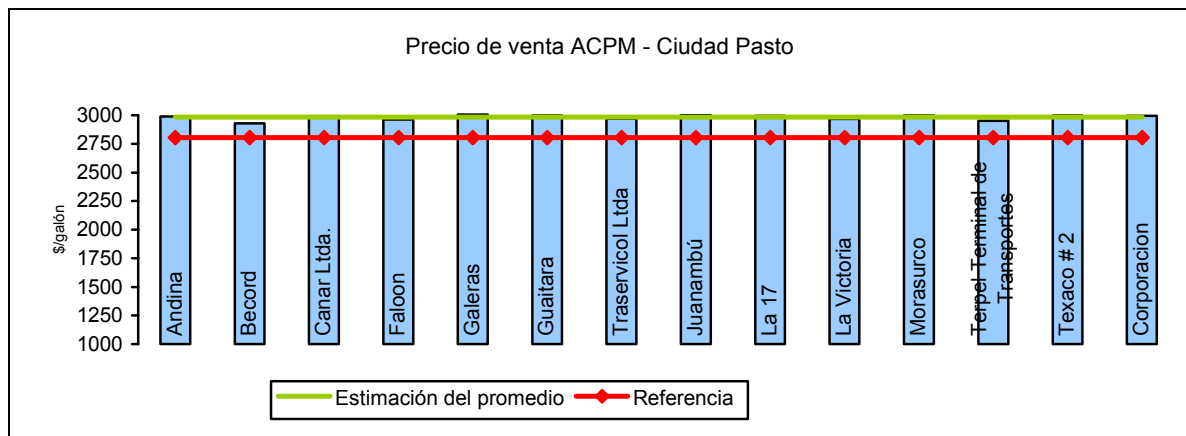 Precio de venta ACPM - Ciudad Pasto
$/galón
3000
2750
2500
2250
2000
1750
1500
1250
1000
Andina
Becord
Canar Ltda.
Faloon
Galeras
Guaitara
Traservicol Ltda
Juanambú
La 17
La Victoria
Morasurco
Terpel Terminal de
Transportes
Texaco # 2
Corporacion
Estimación del promedio
Referencia